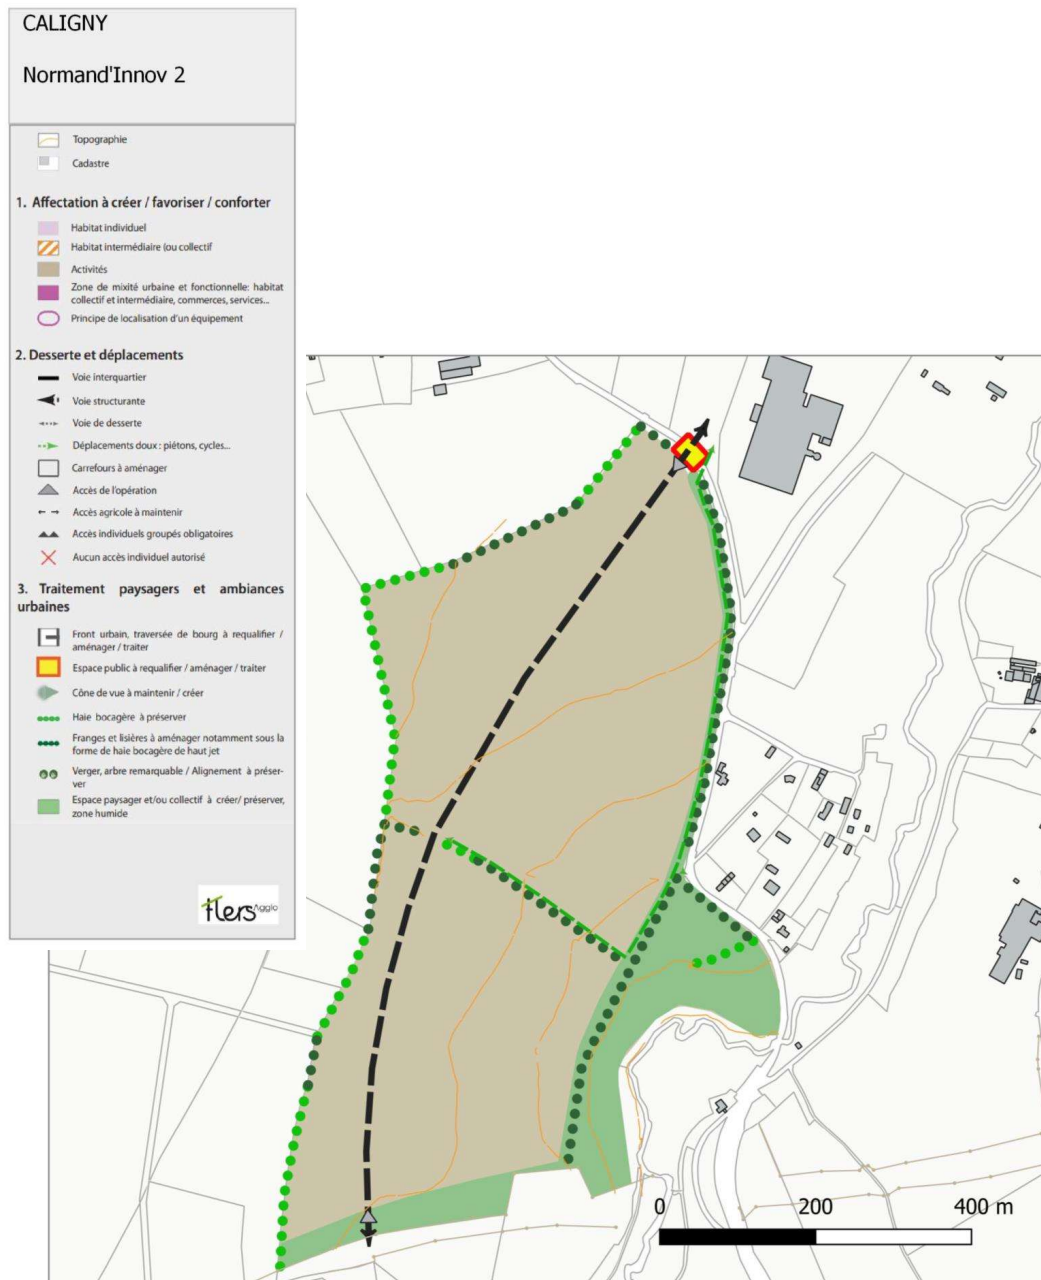 CALIGNY
Normand'Innov 2
Topographie
Cadastre
1. Affectation à créer / favoriser / conforter
Habitat individuel
Habitat intermédiaire (ou collectif
Activités
Zone de mixité urbaine et fonctionnelle: habitat
collectif et intermédiaire, commerces, services...
Principe de localisation d'un équipement
2. Desserte et déplacements
Voie interquartier
Voie structurante
Voie de desserte
Déplacements doux : piétons, cycles...
Carrefours à aménager
Accès de l'opération
Accès agricole à maintenir
Accès individuels groupés obligatoires
Aucun accès individuel autorisé
3. Traitement paysagers et ambiances
urbaines
Front urbain, traversée de bourg à requalifier /
aménager / traiter
Espace public à requalifier / aménager / traiter
Cône de vue à maintenir / créer
Haie bocagère à préserver
Franges et lisières à aménager notamment sous la
forme de haie bocagère de haut jet
Verger, arbre remarquable / Alignement à préser-
ver
Espace paysager et/ou collectif à créer/ préserver,
zone humide
flers Agglo
0 200 400 m